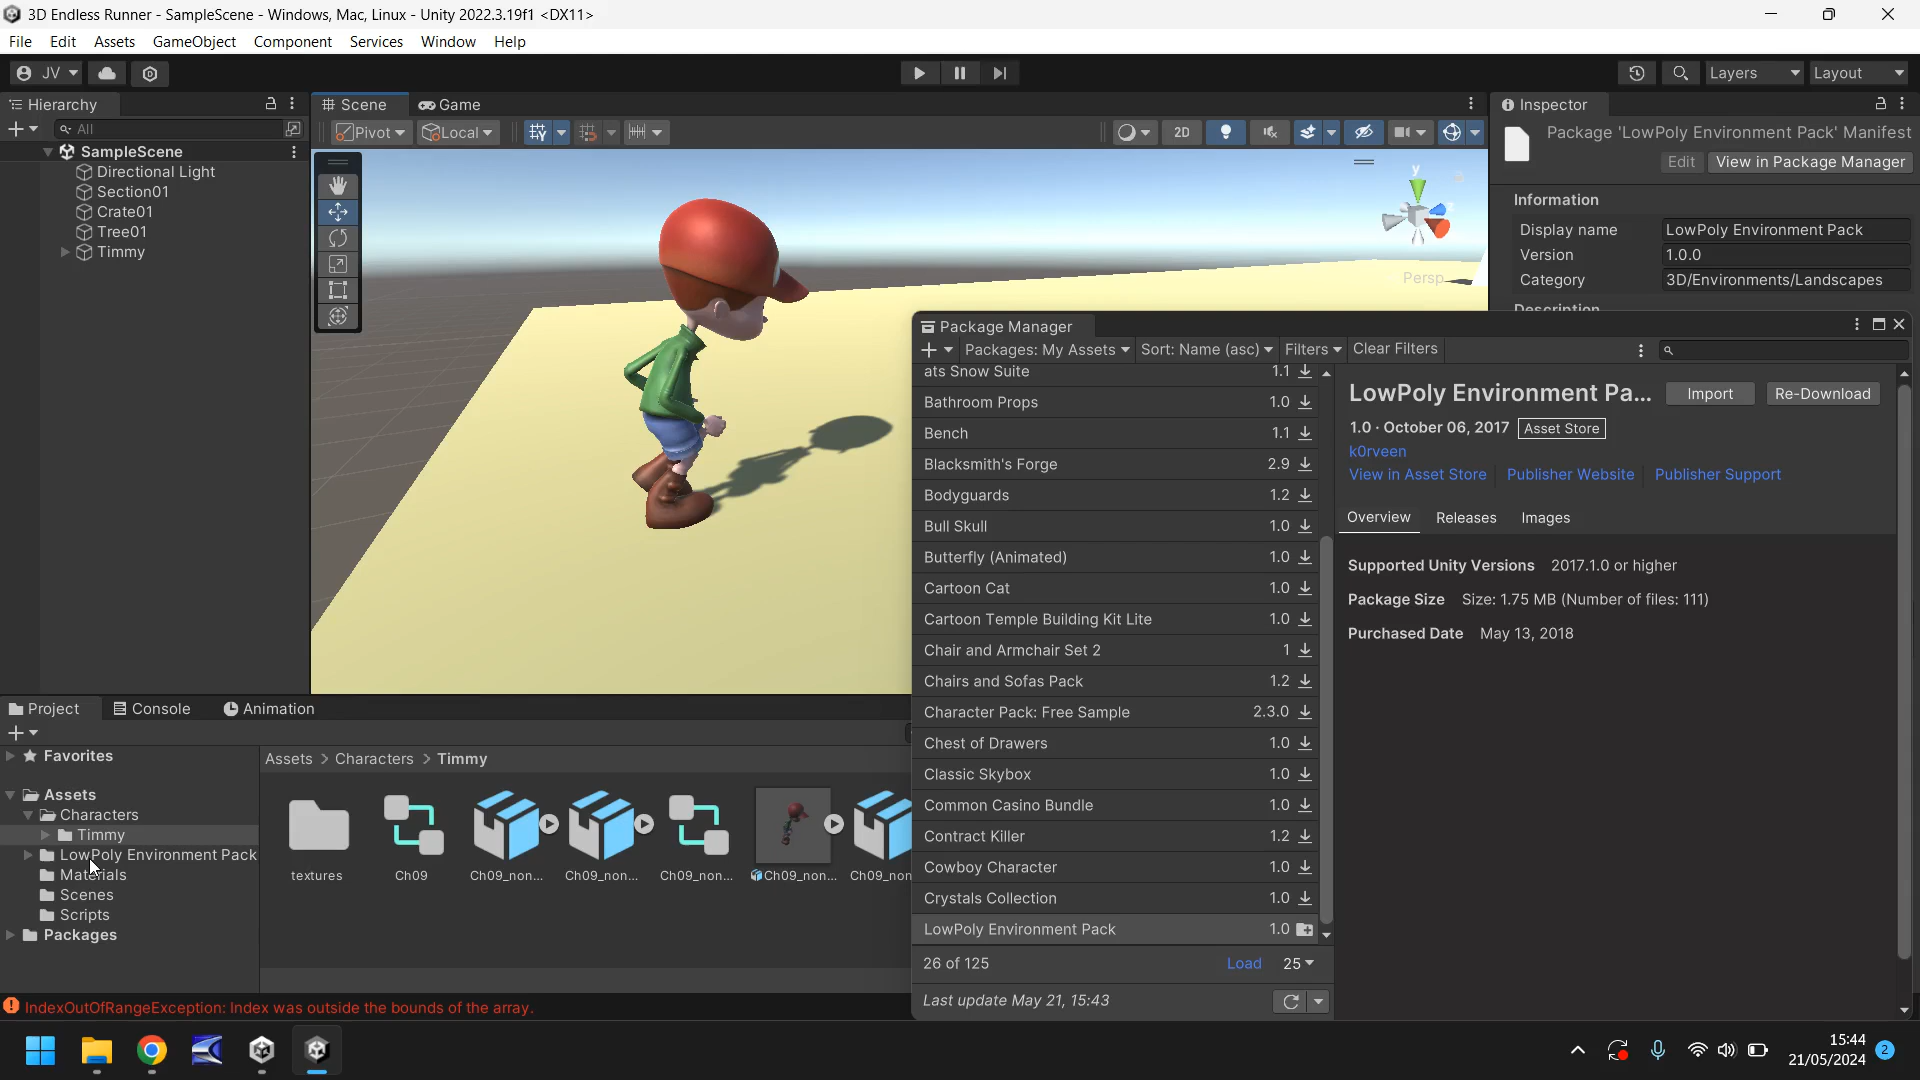 3D Endless Runner - SampleScene - Windows, Mac, Linux - Unity 2022.3.19f1 <DX11>
File Edit Assets GameObject Component Services Window Help
JV Layers Layout
Hierarchy
All
SampleScene
Directional Light
Section01
Crate01
Tree01
Timmy
Scene Game
Pivot Local 2D
y
Persp
Inspector
Package 'LowPoly Environment Pack' Manifest
Edit View in Package Manager
Information
Display name LowPoly Environment Pack
Version 1.0.0
Category 3D/Environments/Landscapes
Description
Package Manager
Packages: My Assets Sort: Name (asc) Filters Clear Filters
ats Snow Suite 1.1
Bathroom Props 1.0
Bench 1.1
Blacksmith's Forge 2.9
Bodyguards 1.2
Bull Skull 1.0
Butterfly (Animated) 1.0
Cartoon Cat 1.0
Cartoon Temple Building Kit Lite 1.0
Chair and Armchair Set 2 1
Chairs and Sofas Pack 1.2
Character Pack: Free Sample 2.3.0
Chest of Drawers 1.0
Classic Skybox 1.0
Common Casino Bundle 1.0
Contract Killer 1.2
Cowboy Character 1.0
Crystals Collection 1.0
LowPoly Environment Pack 1.0
26 of 125 Load 25
Last update May 21, 15:43
LowPoly Environment Pa... Import Re-Download
1.0 · October 06, 2017 Asset Store
k0rveen
View in Asset Store Publisher Website Publisher Support
Overview Releases Images
Supported Unity Versions 2017.1.0 or higher
Package Size Size: 1.75 MB (Number of files: 111)
Purchased Date May 13, 2018
Project Console Animation
Favorites
Assets
Characters
Timmy
LowPoly Environment Pack
Materials
Scenes
Scripts
Packages
Assets > Characters > Timmy
textures Ch09 Ch09_non... Ch09_non... Ch09_non... Ch09_non... Ch09_non
IndexOutOfRangeException: Index was outside the bounds of the array.
15:44
21/05/2024 2